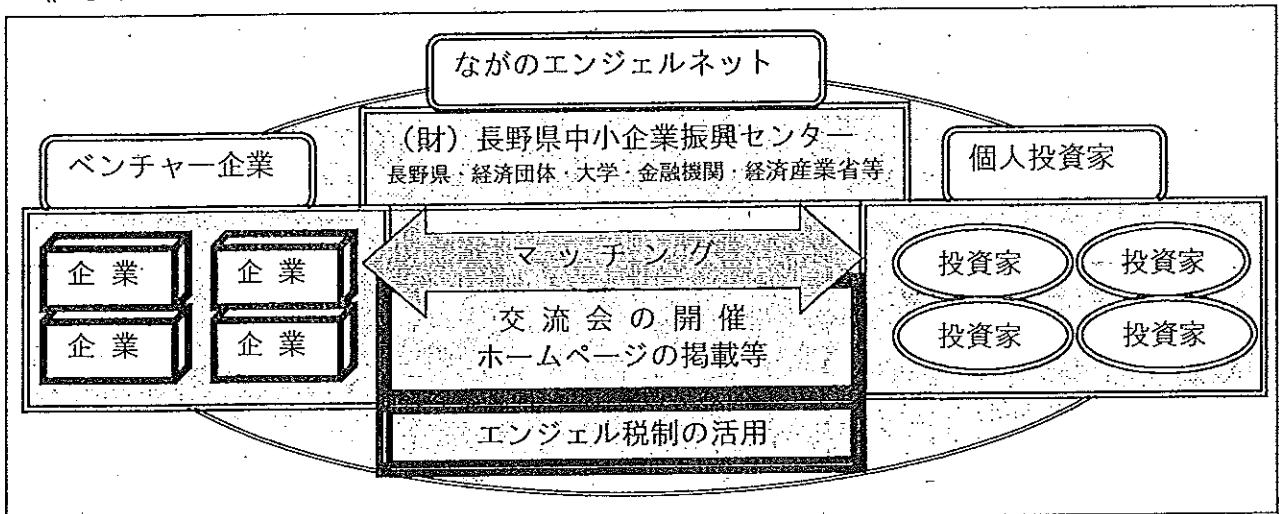 ながのエンジェルネット
(財)長野県中小企業振興センター
長野県・経済団体・大学・金融機関・経済産業省等
ベンチャー企業
個人投資家
企業
企業
企業
企業
マッチング
交流会の開催
ホームページの掲載等
エンジェル税制の活用
投資家
投資家
投資家
投資家